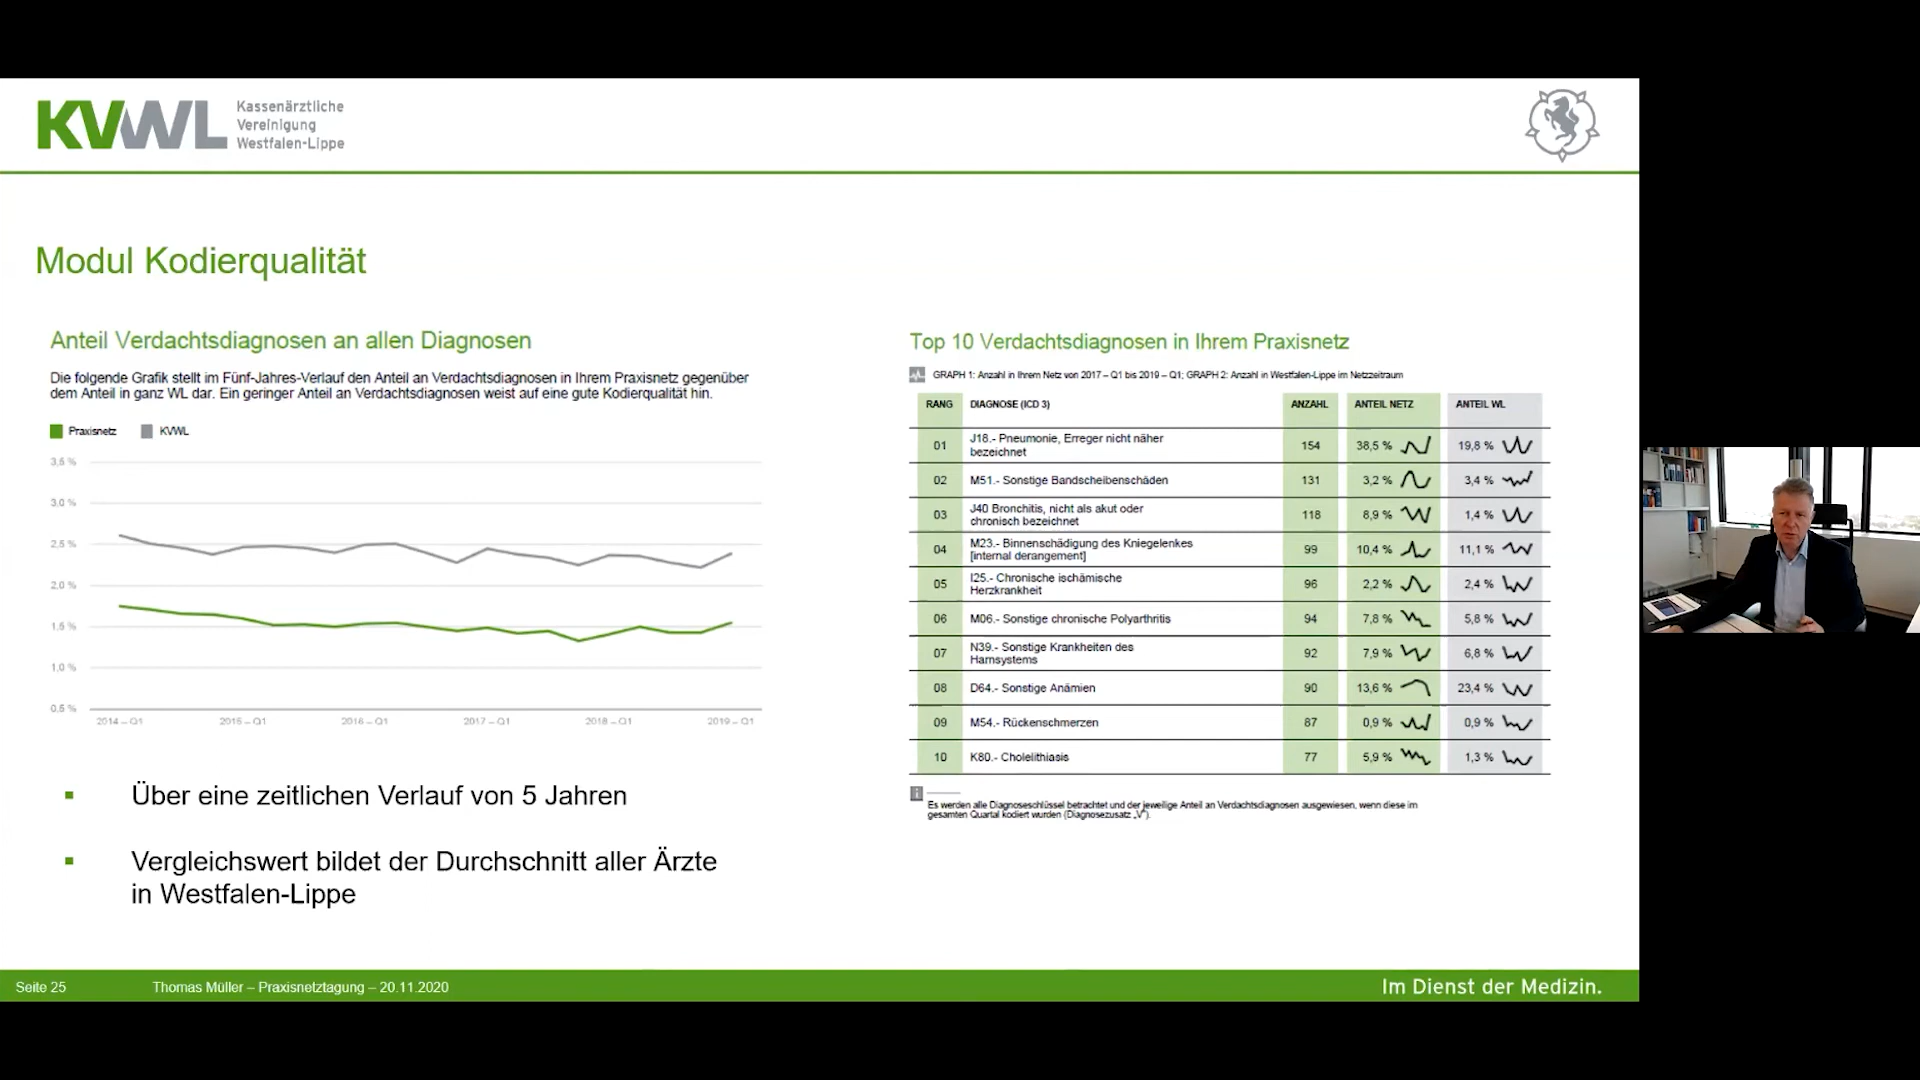 KVWL
Kassenärztliche
Vereinigung
Westfalen-Lippe
Modul Kodierqualität
Anteil Verdachtsdiagnosen an allen Diagnosen
Die folgende Grafik stellt im Fünf-Jahres-Verlauf den Anteil an Verdachtsdiagnosen in Ihrem Praxisnetz gegenüber
dem Anteil in ganz WL dar. Ein geringer Anteil an Verdachtsdiagnosen weist auf eine gute Kodierqualität hin.
Praxisnetz KVWL
3,5 %
3,0 %
2,5 %
2,0 %
1,5 %
1,0 %
0,5 %
2014 – Q1 2015 – Q1 2016 – Q1 2017 – Q1 2018 – Q1 2019 – Q1
▪ Über eine zeitlichen Verlauf von 5 Jahren
▪ Vergleichswert bildet der Durchschnitt aller Ärzte
in Westfalen-Lippe
Top 10 Verdachtsdiagnosen in Ihrem Praxisnetz
GRAPH 1: Anzahl in Ihrem Netz von 2017 – Q1 bis 2019 – Q1; GRAPH 2: Anzahl in Westfalen-Lippe im Netzzeitraum
RANG DIAGNOSE (ICD 3) ANZAHL ANTEIL NETZ ANTEIL WL
01 J18.- Pneumonie, Erreger nicht näher
bezeichnet 154 38,5 % 19,8 %
02 M51.- Sonstige Bandscheibenschäden 131 3,2 % 3,4 %
03 J40 Bronchitis, nicht als akut oder
chronisch bezeichnet 118 8,9 % 1,4 %
04 M23.- Binnenschädigung des Kniegelenkes
[internal derangement] 99 10,4 % 11,1 %
05 I25.- Chronische ischämische
Herzkrankheit 96 2,2 % 2,4 %
06 M06.- Sonstige chronische Polyarthritis 94 7,8 % 5,8 %
07 N39.- Sonstige Krankheiten des
Harnsystems 92 7,9 % 6,8 %
08 D64.- Sonstige Anämien 90 13,6 % 23,4 %
09 M54.- Rückenschmerzen 87 0,9 % 0,9 %
10 K80.- Cholelithiasis 77 5,9 % 1,3 %
Es werden alle Diagnoseschlüssel betrachtet und der jeweilige Anteil an Verdachtsdiagnosen ausgewiesen, wenn diese im
gesamten Quartal kodiert wurden (Diagnosezusatz „V").
Seite 25 Thomas Müller – Praxisnetztagung – 20.11.2020 Im Dienst der Medizin.